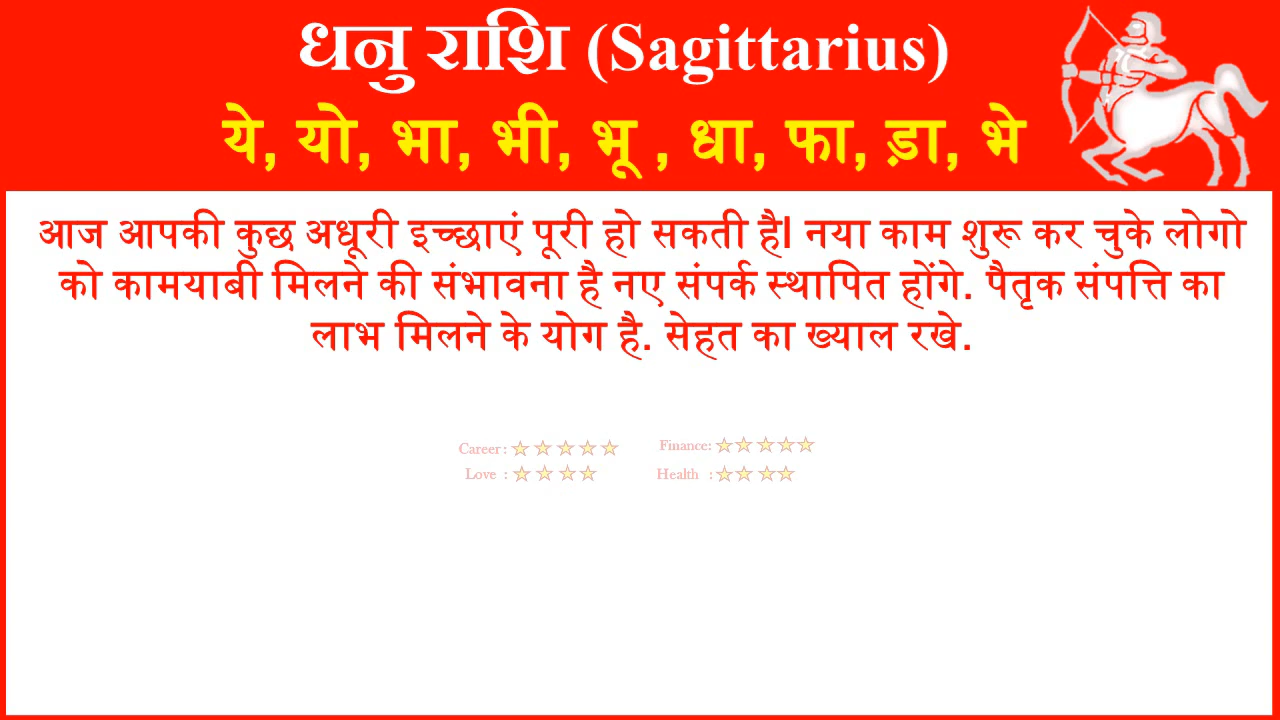 धनु राशि (Sagittarius)
ये, यो, भा, भी, भू , धा, फा, ड़ा, भे
आज आपकी कुछ अधूरी इच्छाएं पूरी हो सकती है। नया काम शुरू कर चुके लोगो
को कामयाबी मिलने की संभावना है नए संपर्क स्थापित होंगे. पैतृक संपत्ति का
लाभ मिलने के योग है. सेहत का ख्याल रखे.
Career : Finance:
Love : Health :